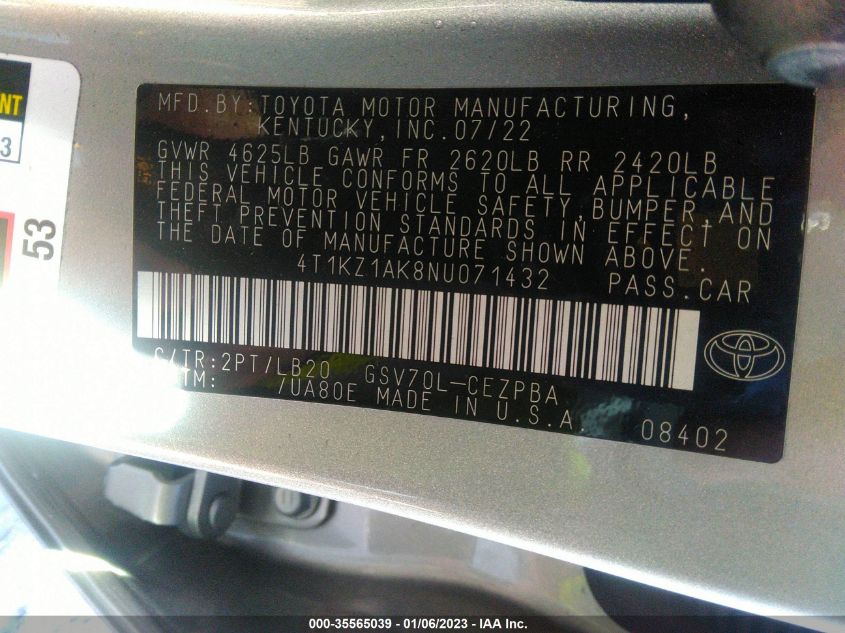 NT
3
53
MFD.BY:TOYOTA MOTOR MANUFACTURING,
KENTUCKY,INC.07/22
GVWR 4625LB GAWR FR 2620LB RR 2420LB
THIS VEHICLE CONFORMS TO ALL APPLICABLE
FEDERAL MOTOR VEHICLE SAFETY,BUMPER AND
THEFT PREVENTION STANDARDS IN EFFECT ON
THE DATE OF MANUFACTURE SHOWN ABOVE.
4T1KZ1AK8NU071432 PASS.CAR
C/TR:2PT/LB20 GSV70L-CEZPBA
/TM: /UA80E MADE IN U.S.A.
08402
000-35565039 - 01/06/2023 - IAA Inc.